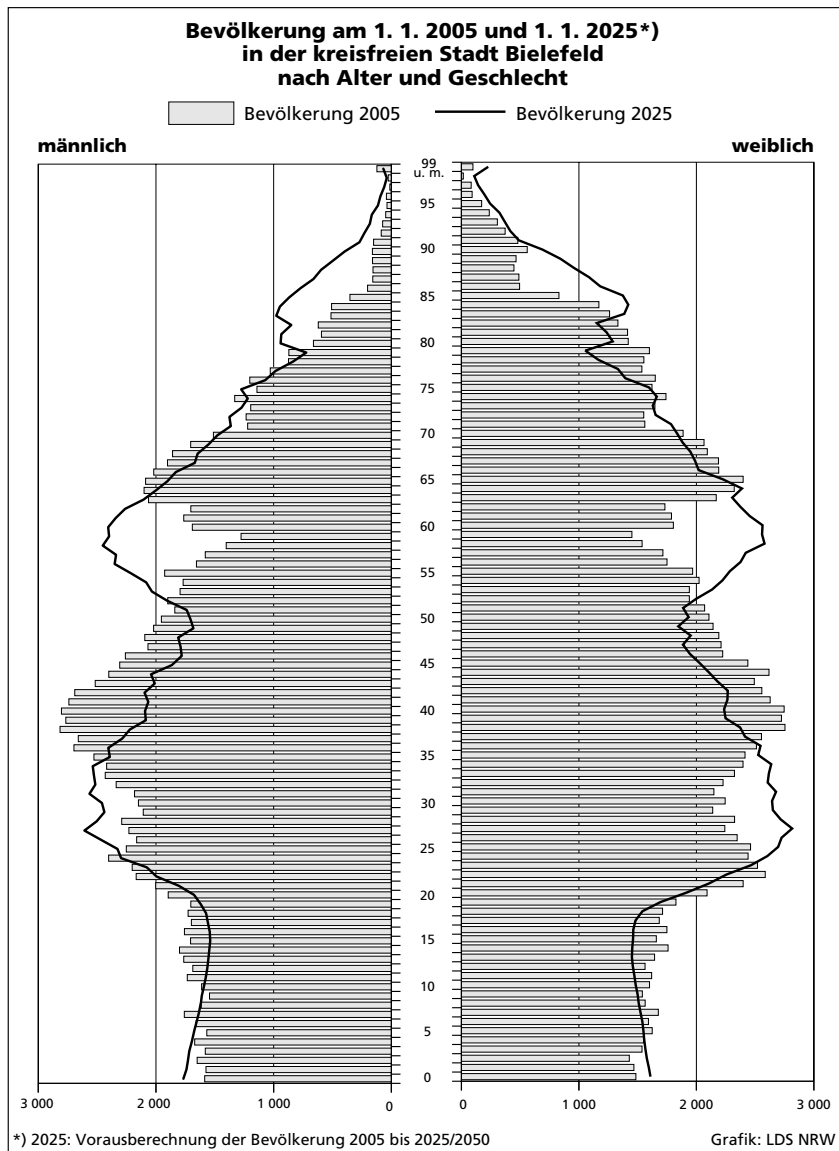 Bevölkerung am 1. 1. 2005 und 1. 1. 2025*)
in der kreisfreien Stadt Bielefeld
nach Alter und Geschlecht
Bevölkerung 2005
Bevölkerung 2025
männlich
weiblich
99
u. m.
95
90
85
80
75
70
65
60
55
50
45
40
35
30
25
20
15
10
5
0
3 000
2 000
1 000
0
0
1 000
2 000
3 000
*) 2025: Vorausberechnung der Bevölkerung 2005 bis 2025/2050
Grafik: LDS NRW